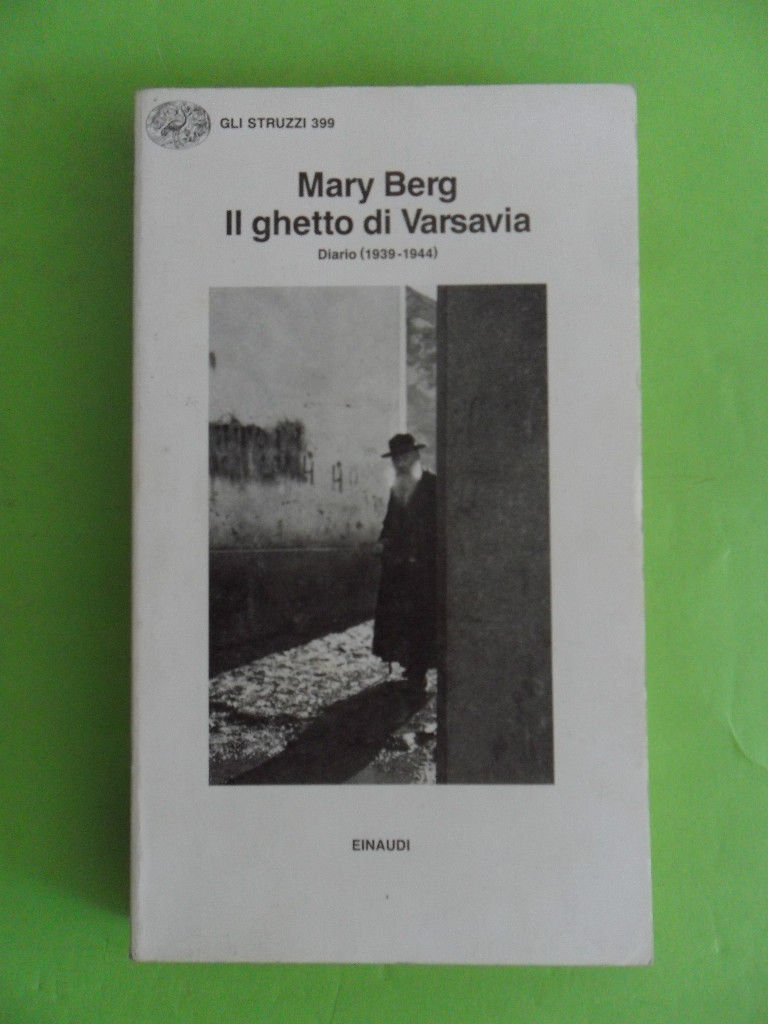 GLI STRUZZI 399
Mary Berg
Il ghetto di Varsavia
Diario (1939-1944)
EINAUDI